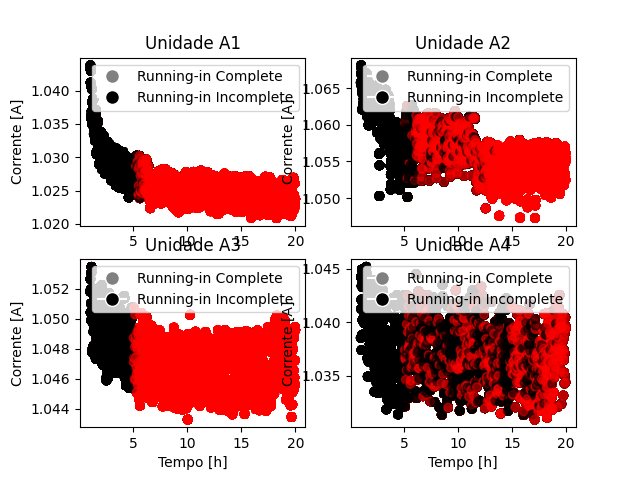 Unidade A1
Running-in Complete
Running-in Incomplete
Corrente [A]
1.040
1.035
1.030
1.025
1.020
5
10
15
20
Unidade A2
Running-in Complete
Running-in Incomplete
Corrente [A]
1.065
1.060
1.055
1.050
5
10
15
20
Unidade A3
Running-in Complete
Running-in Incomplete
Corrente [A]
1.052
1.050
1.048
1.046
1.044
5
10
15
20
Tempo [h]
Unidade A4
Running-in Complete
Running-in Incomplete
Corrente [A]
1.045
1.040
1.035
5
10
15
20
Tempo [h]